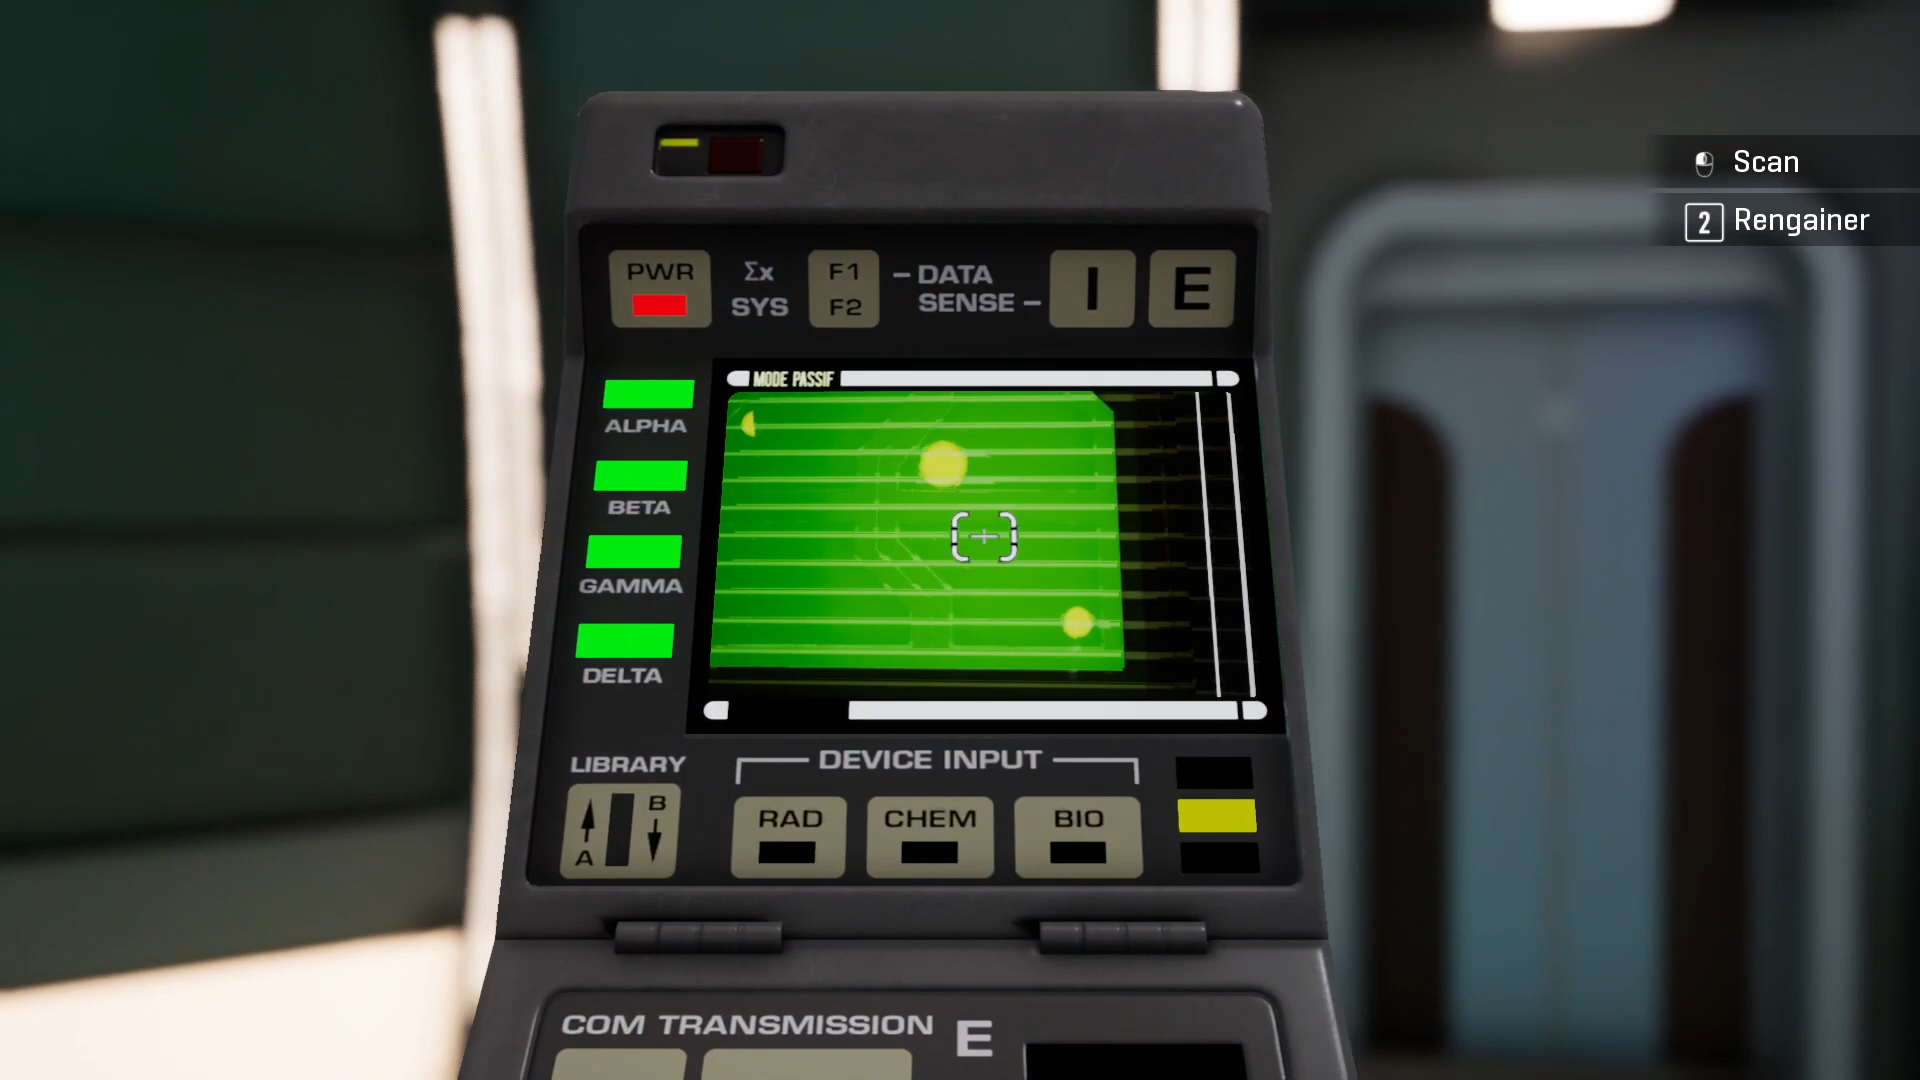 Scan
2 Rengainer
PWR
Σx
SYS
F1
F2
– DATA
SENSE –
I
E
MODE PASSIF
ALPHA
BETA
GAMMA
DELTA
LIBRARY
A
B
DEVICE INPUT
RAD
CHEM
BIO
COM TRANSMISSION
E